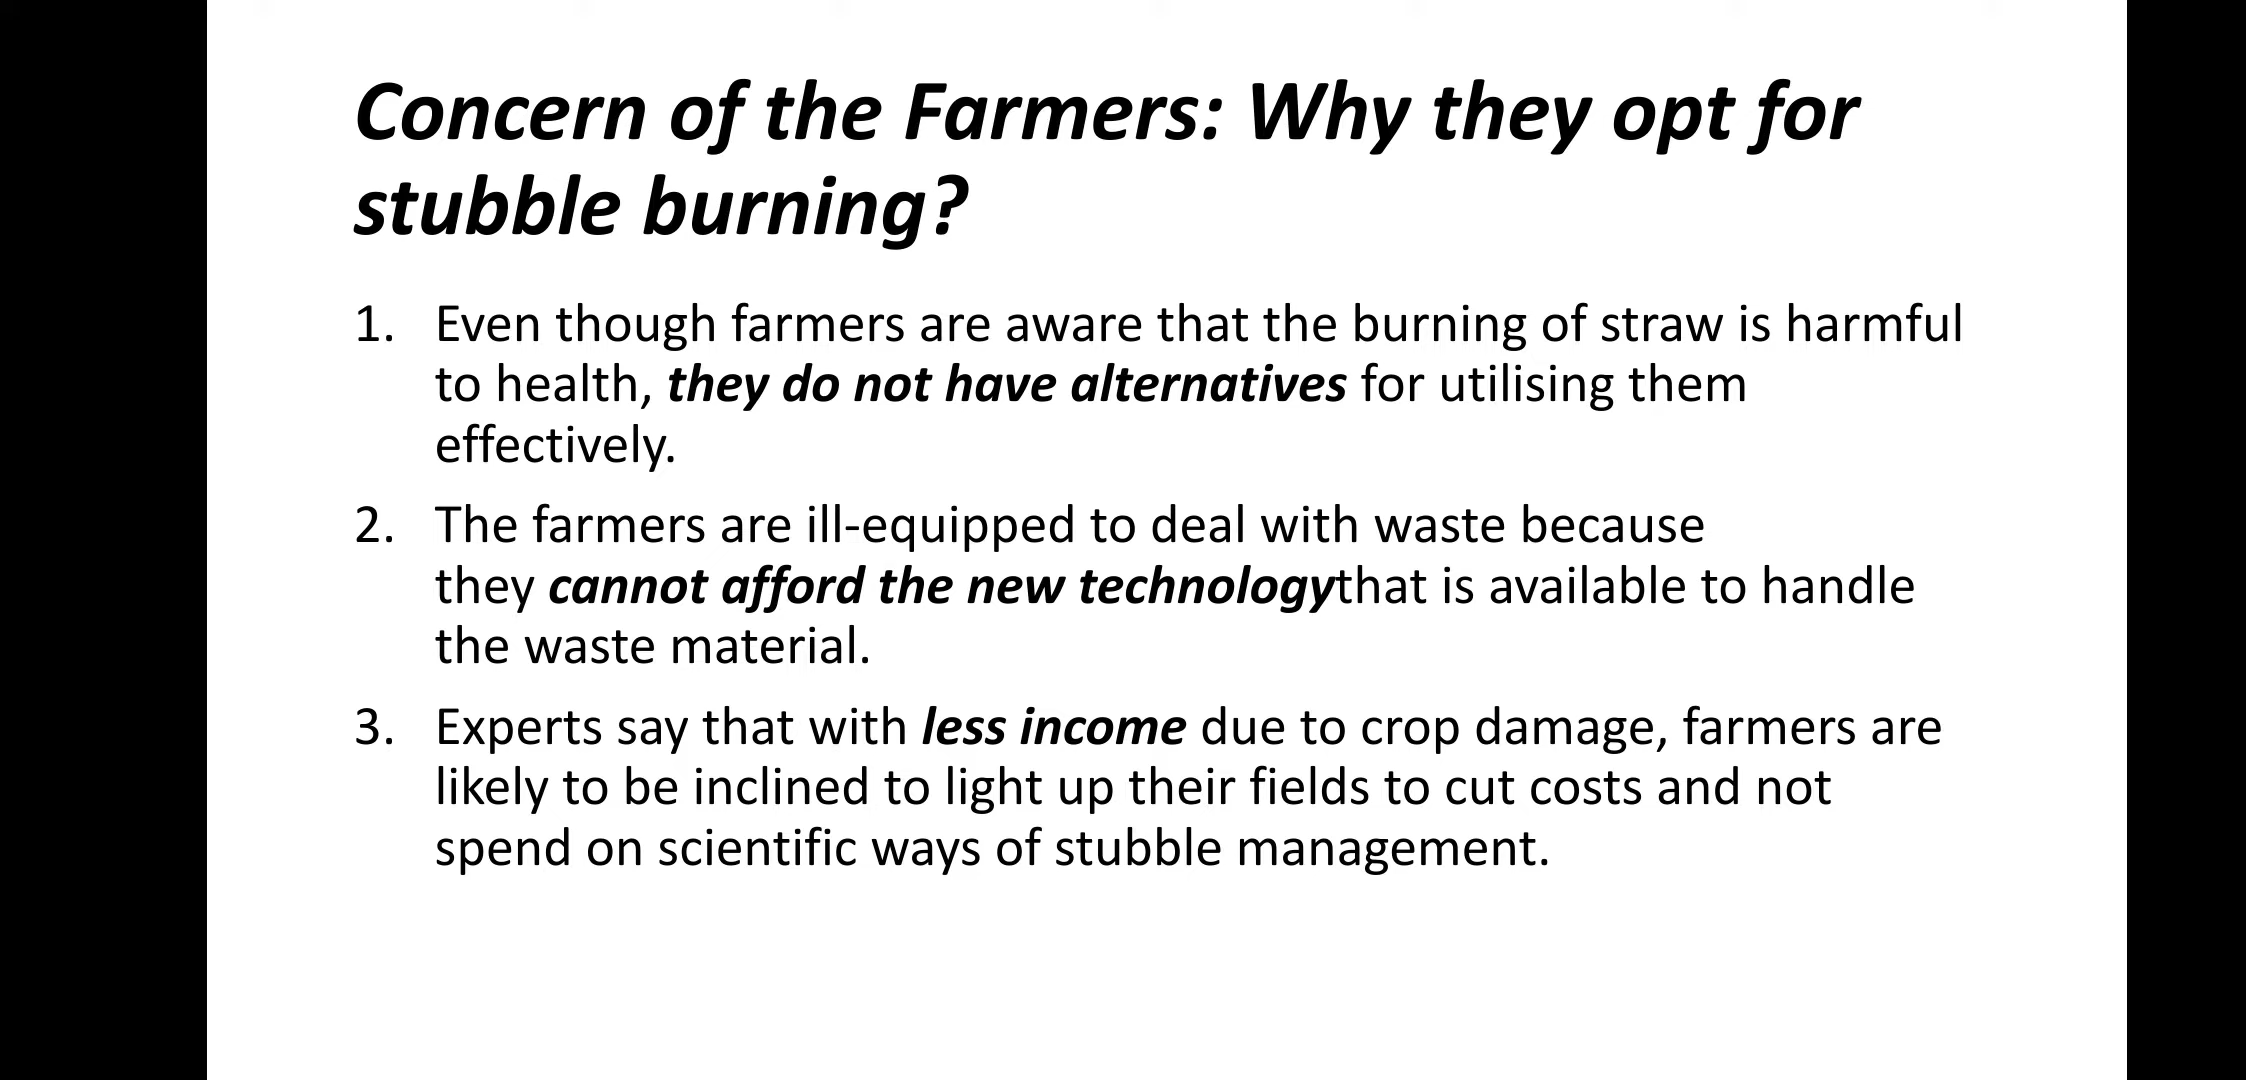 Concern of the Farmers: Why they opt for
stubble burning?
1. Even though farmers are aware that the burning of straw is harmful
to health, they do not have alternatives for utilising them
effectively.
2. The farmers are ill-equipped to deal with waste because
they cannot afford the new technologythat is available to handle
the waste material.
3. Experts say that with less income due to crop damage, farmers are
likely to be inclined to light up their fields to cut costs and not
spend on scientific ways of stubble management.